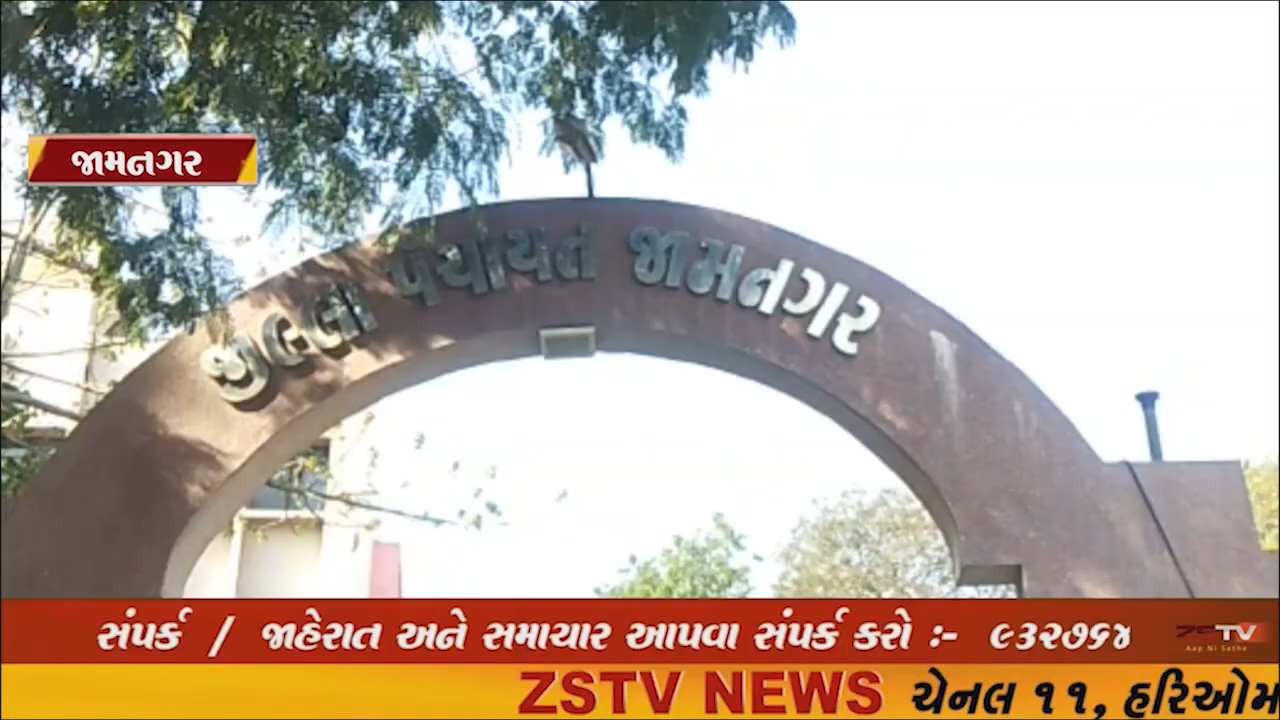 જામનગર
જીલ્લા પંચાયત જામનગર
સંપર્ક / જાહેરાત અને સમાચાર આપવા સંપર્ક કરો :- ૯૩૨૭૬૪
ZSTV
Aap Ni Sathe
ZSTV NEWS ચેનલ ૧૧, હરિઓમ